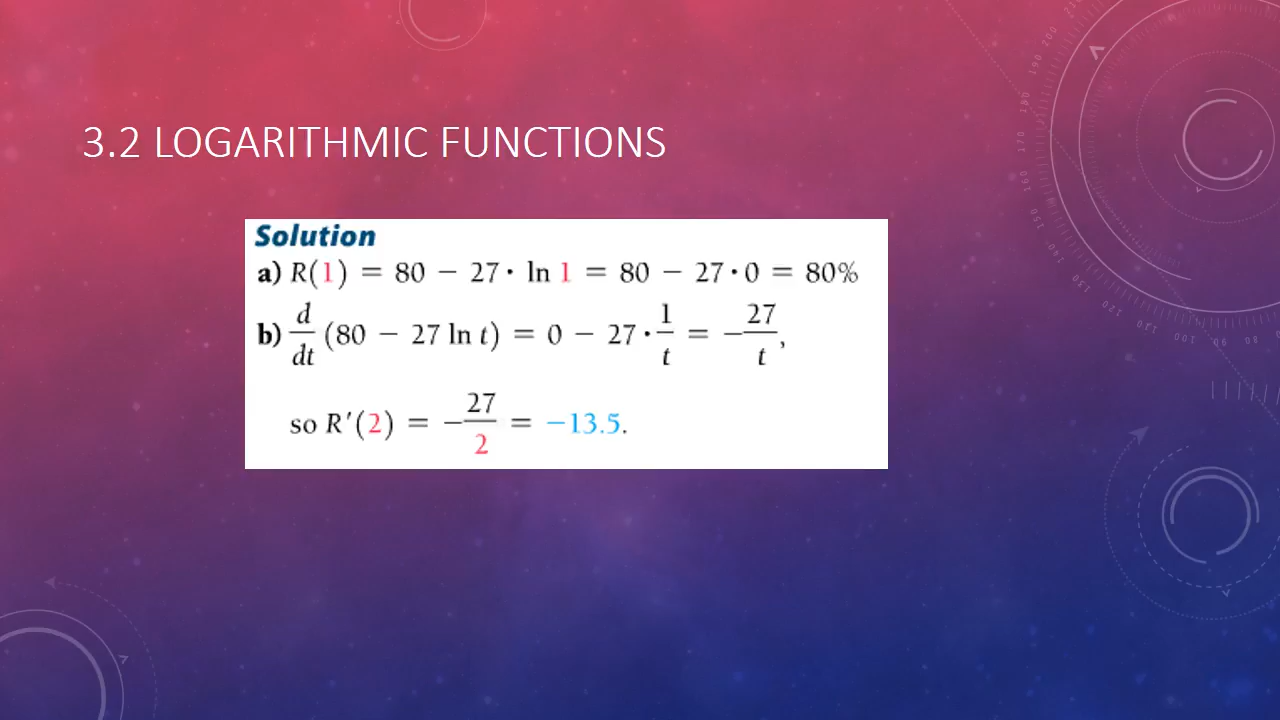 3.2 LOGARITHMIC FUNCTIONS
Solution
a) R(1) = 80 − 27 · ln 1 = 80 − 27 · 0 = 80%
b) d/dt (80 − 27 ln t) = 0 − 27 · 1/t = −27/t,
so R′(2) = −27/2 = −13.5.